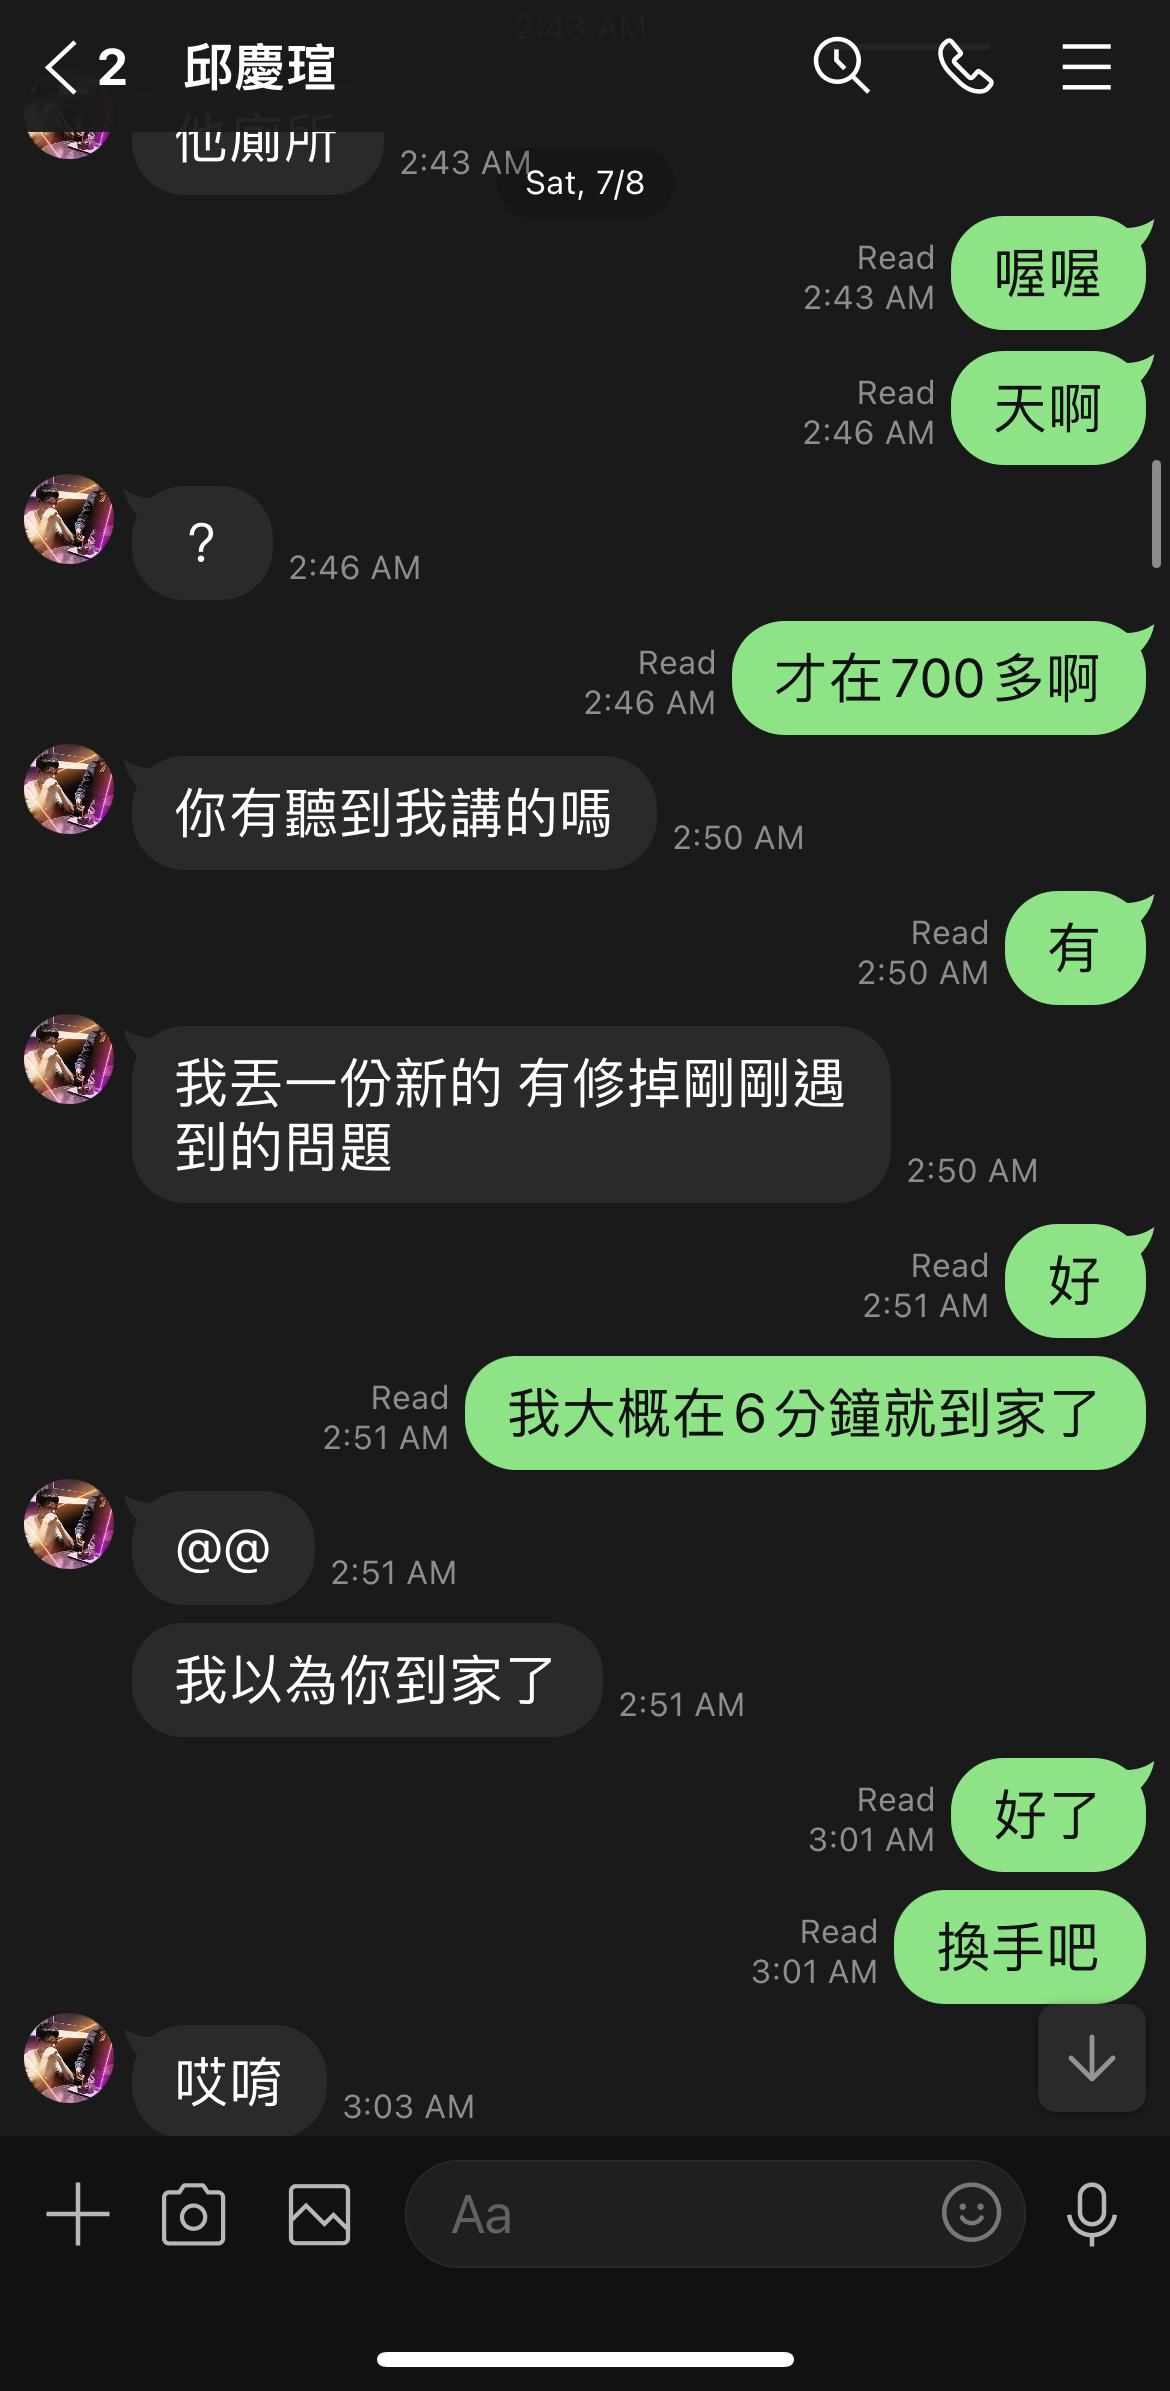 2:43 AM
2
邱慶瑄
他廁所
2:43 AM
Sat, 7/8
Read
2:43 AM
喔喔
Read
2:46 AM
天啊
?
2:46 AM
Read
2:46 AM
才在700多啊
你有聽到我講的嗎
2:50 AM
Read
2:50 AM
有
我丟一份新的 有修掉剛剛遇
到的問題
2:50 AM
Read
2:51 AM
好
Read
2:51 AM
我大概在6分鐘就到家了
@@
2:51 AM
我以為你到家了
2:51 AM
Read
3:01 AM
好了
Read
3:01 AM
換手吧
哎唷
3:03 AM
Aa